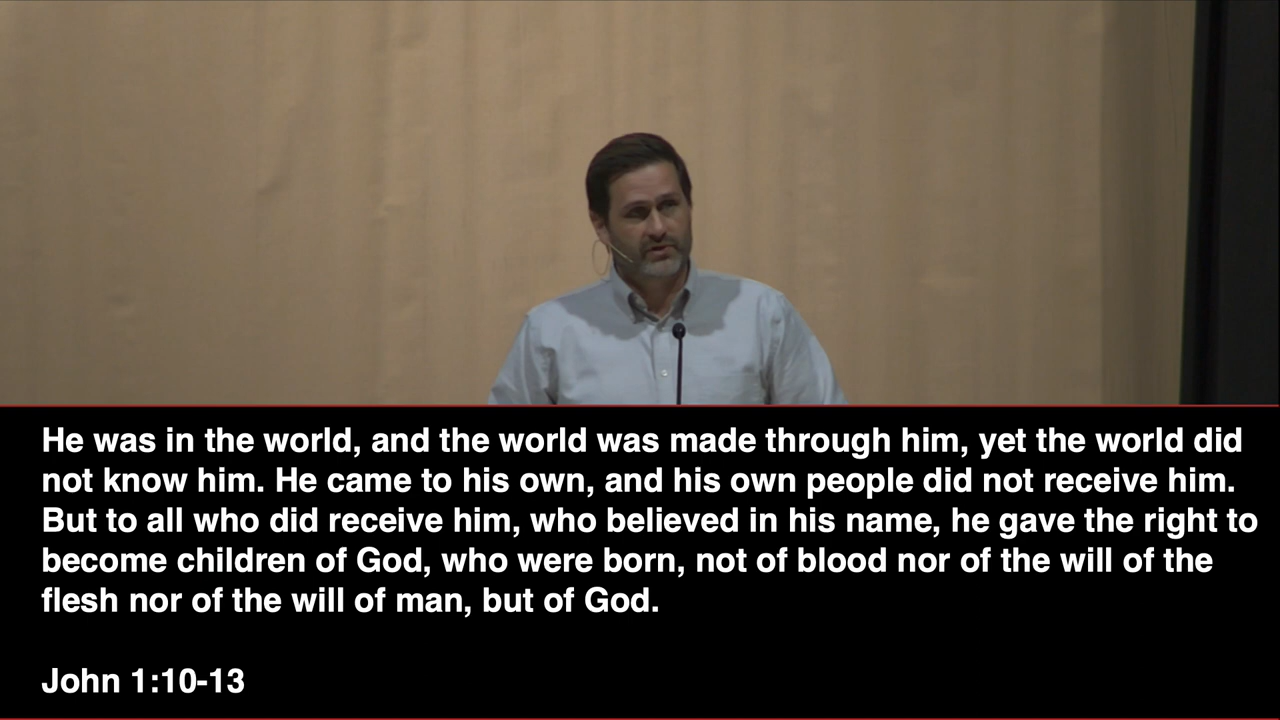 He was in the world, and the world was made through him, yet the world did
not know him. He came to his own, and his own people did not receive him.
But to all who did receive him, who believed in his name, he gave the right to
become children of God, who were born, not of blood nor of the will of the
flesh nor of the will of man, but of God.
John 1:10-13